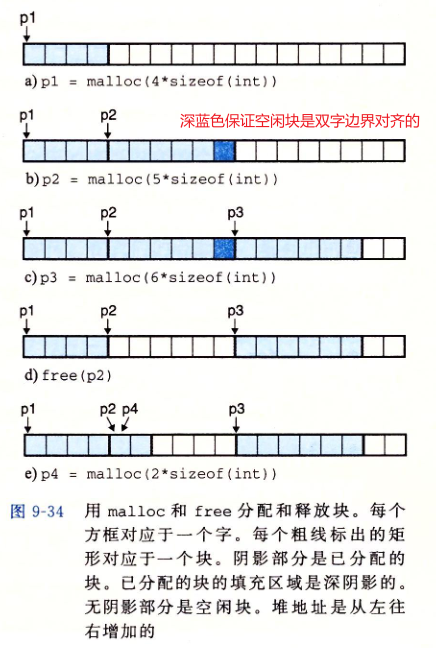 p1
a) p1 = malloc(4*sizeof(int))
p1 p2 深蓝色保证空闲块是双字边界对齐的
b) p2 = malloc(5*sizeof(int))
p1 p2 p3
c) p3 = malloc(6*sizeof(int))
p1 p2 p3
d) free(p2)
p1 p2 p4 p3
e) p4 = malloc(2*sizeof(int))
图 9-34 用 malloc 和 free 分配和释放块。每个
方框对应于一个字。每个粗线标出的矩
形对应于一个块。阴影部分是已分配的
块。已分配的块的填充区域是深阴影的。
无阴影部分是空闲块。堆地址是从左往
右增加的